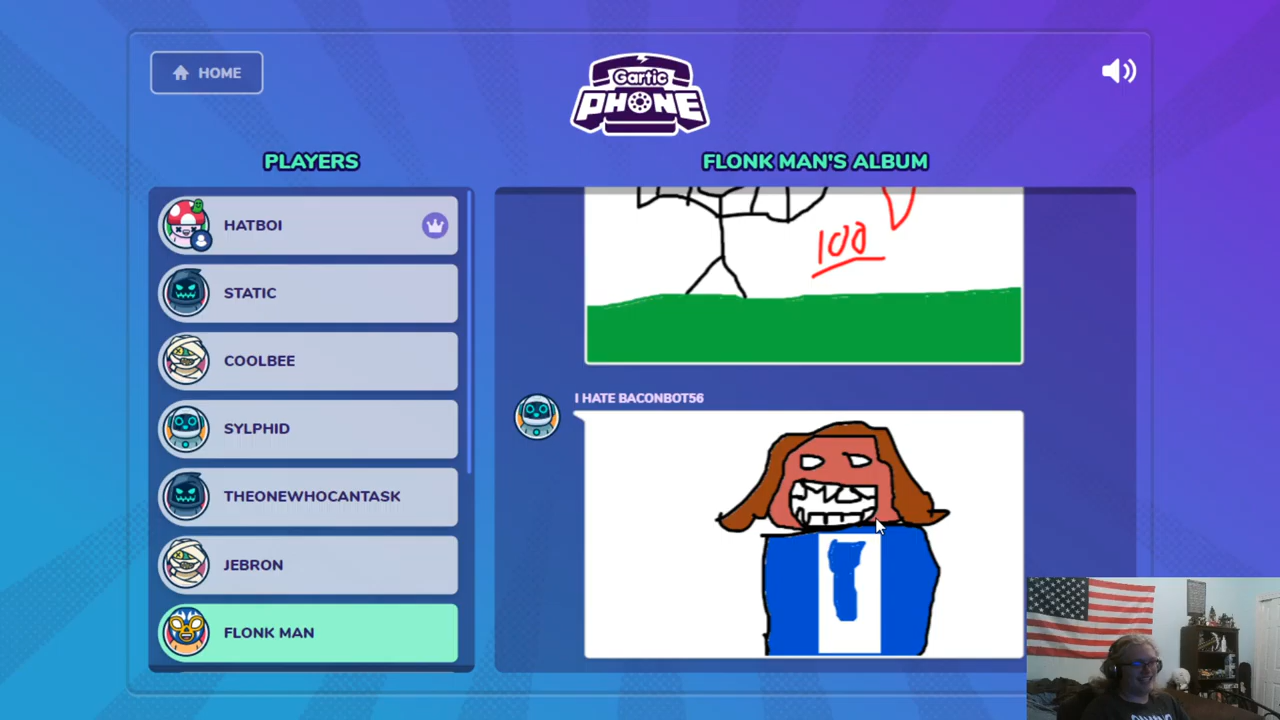 HOME
Gartic
PHONE
PLAYERS
FLONK MAN'S ALBUM
HATBOI
STATIC
COOLBEE
SYLPHID
THEONEWHOCANTASK
JEBRON
FLONK MAN
100
I HATE BACONBOT56